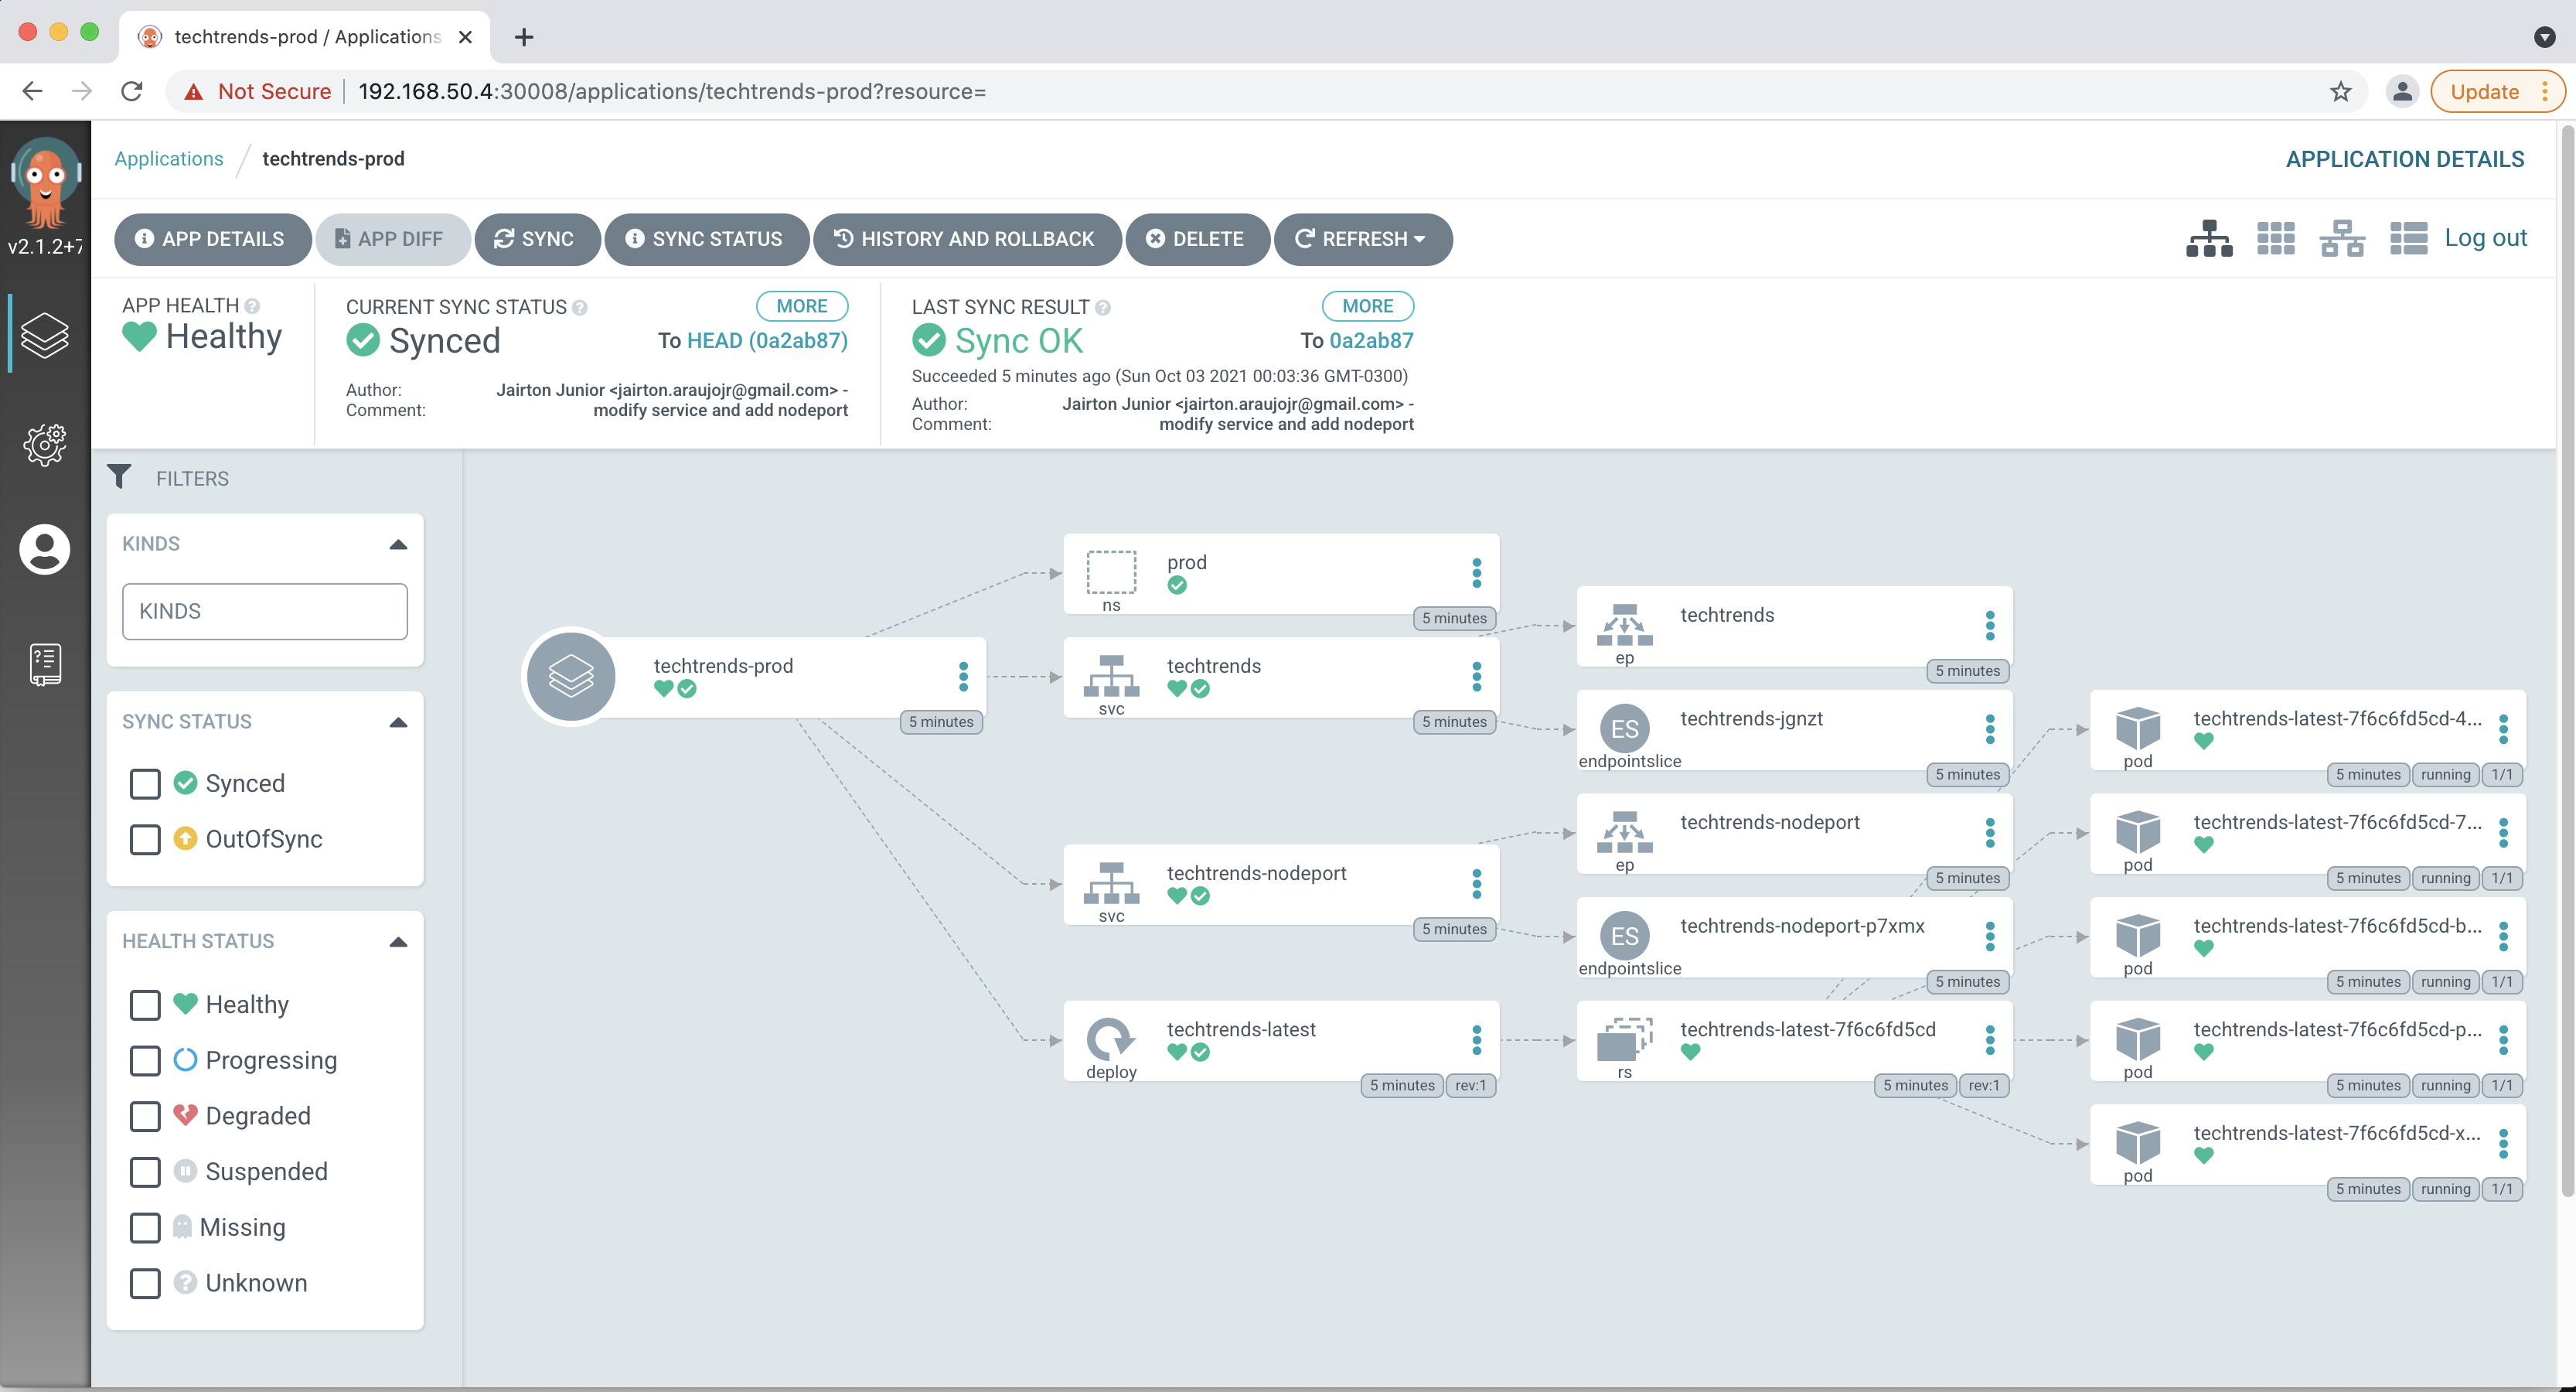 techtrends-prod / Applications
Not Secure
192.168.50.4:30008/applications/techtrends-prod?resource=
Update
Applications
techtrends-prod
APPLICATION DETAILS
v2.1.2+7
APP DETAILS
APP DIFF
SYNC
SYNC STATUS
HISTORY AND ROLLBACK
DELETE
REFRESH
Log out
APP HEALTH
Healthy
CURRENT SYNC STATUS
MORE
Synced
To HEAD (0a2ab87)
Author:
Jairton Junior <jairton.araujojr@gmail.com> -
Comment:
modify service and add nodeport
LAST SYNC RESULT
MORE
Sync OK
To 0a2ab87
Succeeded 5 minutes ago (Sun Oct 03 2021 00:03:36 GMT-0300)
Author:
Jairton Junior <jairton.araujojr@gmail.com> -
Comment:
modify service and add nodeport
FILTERS
KINDS
KINDS
SYNC STATUS
Synced
OutOfSync
HEALTH STATUS
Healthy
Progressing
Degraded
Suspended
Missing
Unknown
techtrends-prod
5 minutes
prod
ns
5 minutes
techtrends
svc
5 minutes
techtrends-nodeport
svc
5 minutes
techtrends-latest
deploy
5 minutes
rev:1
techtrends
ep
5 minutes
ES
techtrends-jgnzt
endpointslice
5 minutes
techtrends-nodeport
ep
5 minutes
ES
techtrends-nodeport-p7xmx
endpointslice
5 minutes
techtrends-latest-7f6c6fd5cd
rs
5 minutes
rev:1
techtrends-latest-7f6c6fd5cd-4...
pod
5 minutes
running
1/1
techtrends-latest-7f6c6fd5cd-7...
pod
5 minutes
running
1/1
techtrends-latest-7f6c6fd5cd-b...
pod
5 minutes
running
1/1
techtrends-latest-7f6c6fd5cd-p...
pod
5 minutes
running
1/1
techtrends-latest-7f6c6fd5cd-x...
pod
5 minutes
running
1/1